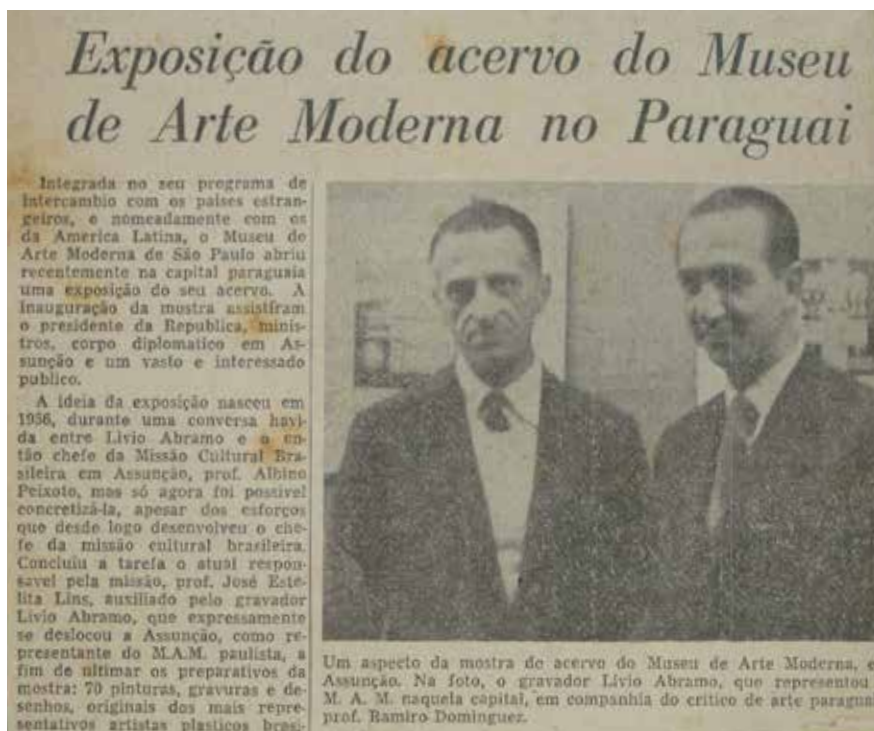 Exposição do acervo do Museu
de Arte Moderna no Paraguai
Integrada no seu programa de
intercambio com os países estran-
geiros, e nomeadamente com os
da America Latina, o Museu de
Arte Moderna de São Paulo abriu
recentemente na capital paraguaia
uma exposição do seu acervo. A
inauguração da mostra assistiram
o presidente da Republica, minis-
tros, corpo diplomatico em As-
sunção e um vasto e interessado
publico.
A ideia da exposição nasceu em
1956, durante uma conversa havi-
da entre Livio Abramo e o en-
tão chefe da Missão Cultural Bra-
sileira em Assunção, prof. Albino
Peixoto, mas só agora foi possivel
concretizá-la, apesar dos esforços
que desde logo desenvolveu o che-
fe da missão cultural brasileira.
Concluiu a tarefa o atual respon-
savel pela missão, prof. José Este-
lita Lins, auxiliado pelo gravador
Livio Abramo, que expressamente
se deslocou a Assunção, como re-
presentante do M.A.M. paulista, a
fim de ultimar os preparativos da
mostra: 70 pinturas, gravuras e de-
senhos, originais dos mais repre-
sentativos artistas plasticos brasi-
Um aspecto da mostra do acervo do Museu de Arte Moderna, e
Assunção. Na foto, o gravador Livio Abramo, que representou
M. A. M. naquela capital, em companhia do critico de arte paragua
prof. Ramiro Dominguez.